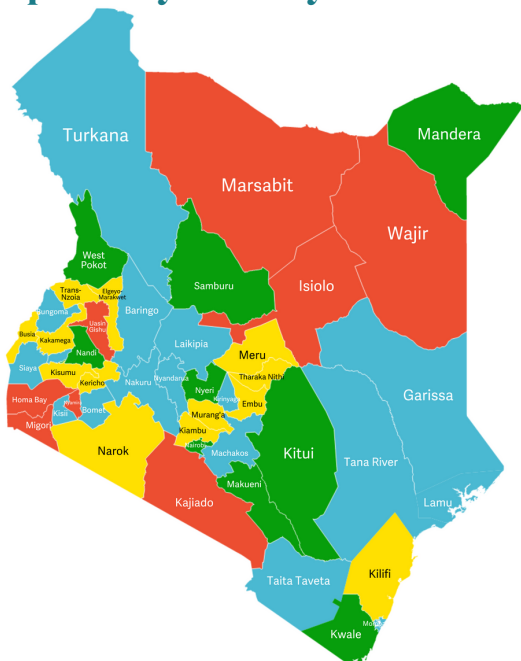 Turkana
Mandera
Marsabit
Wajir
West
Pokot
Samburu
Isiolo
Trans-
Nzoia
Elgeyo-
Marakwet
Baringo
Bungoma
Uasin
Gishu
Busia
Kakamega
Laikipia
Meru
Nandi
Siaya
Kisumu
Kericho
Nakuru
Nyandarua
Nyeri
Kirinyaga
Tharaka Nithi
Embu
Garissa
Homa Bay
Kisii
Bomet
Migori
Murang'a
Kiambu
Nairobi
Machakos
Kitui
Tana River
Narok
Makueni
Lamu
Kajiado
Taita Taveta
Kilifi
Kwale